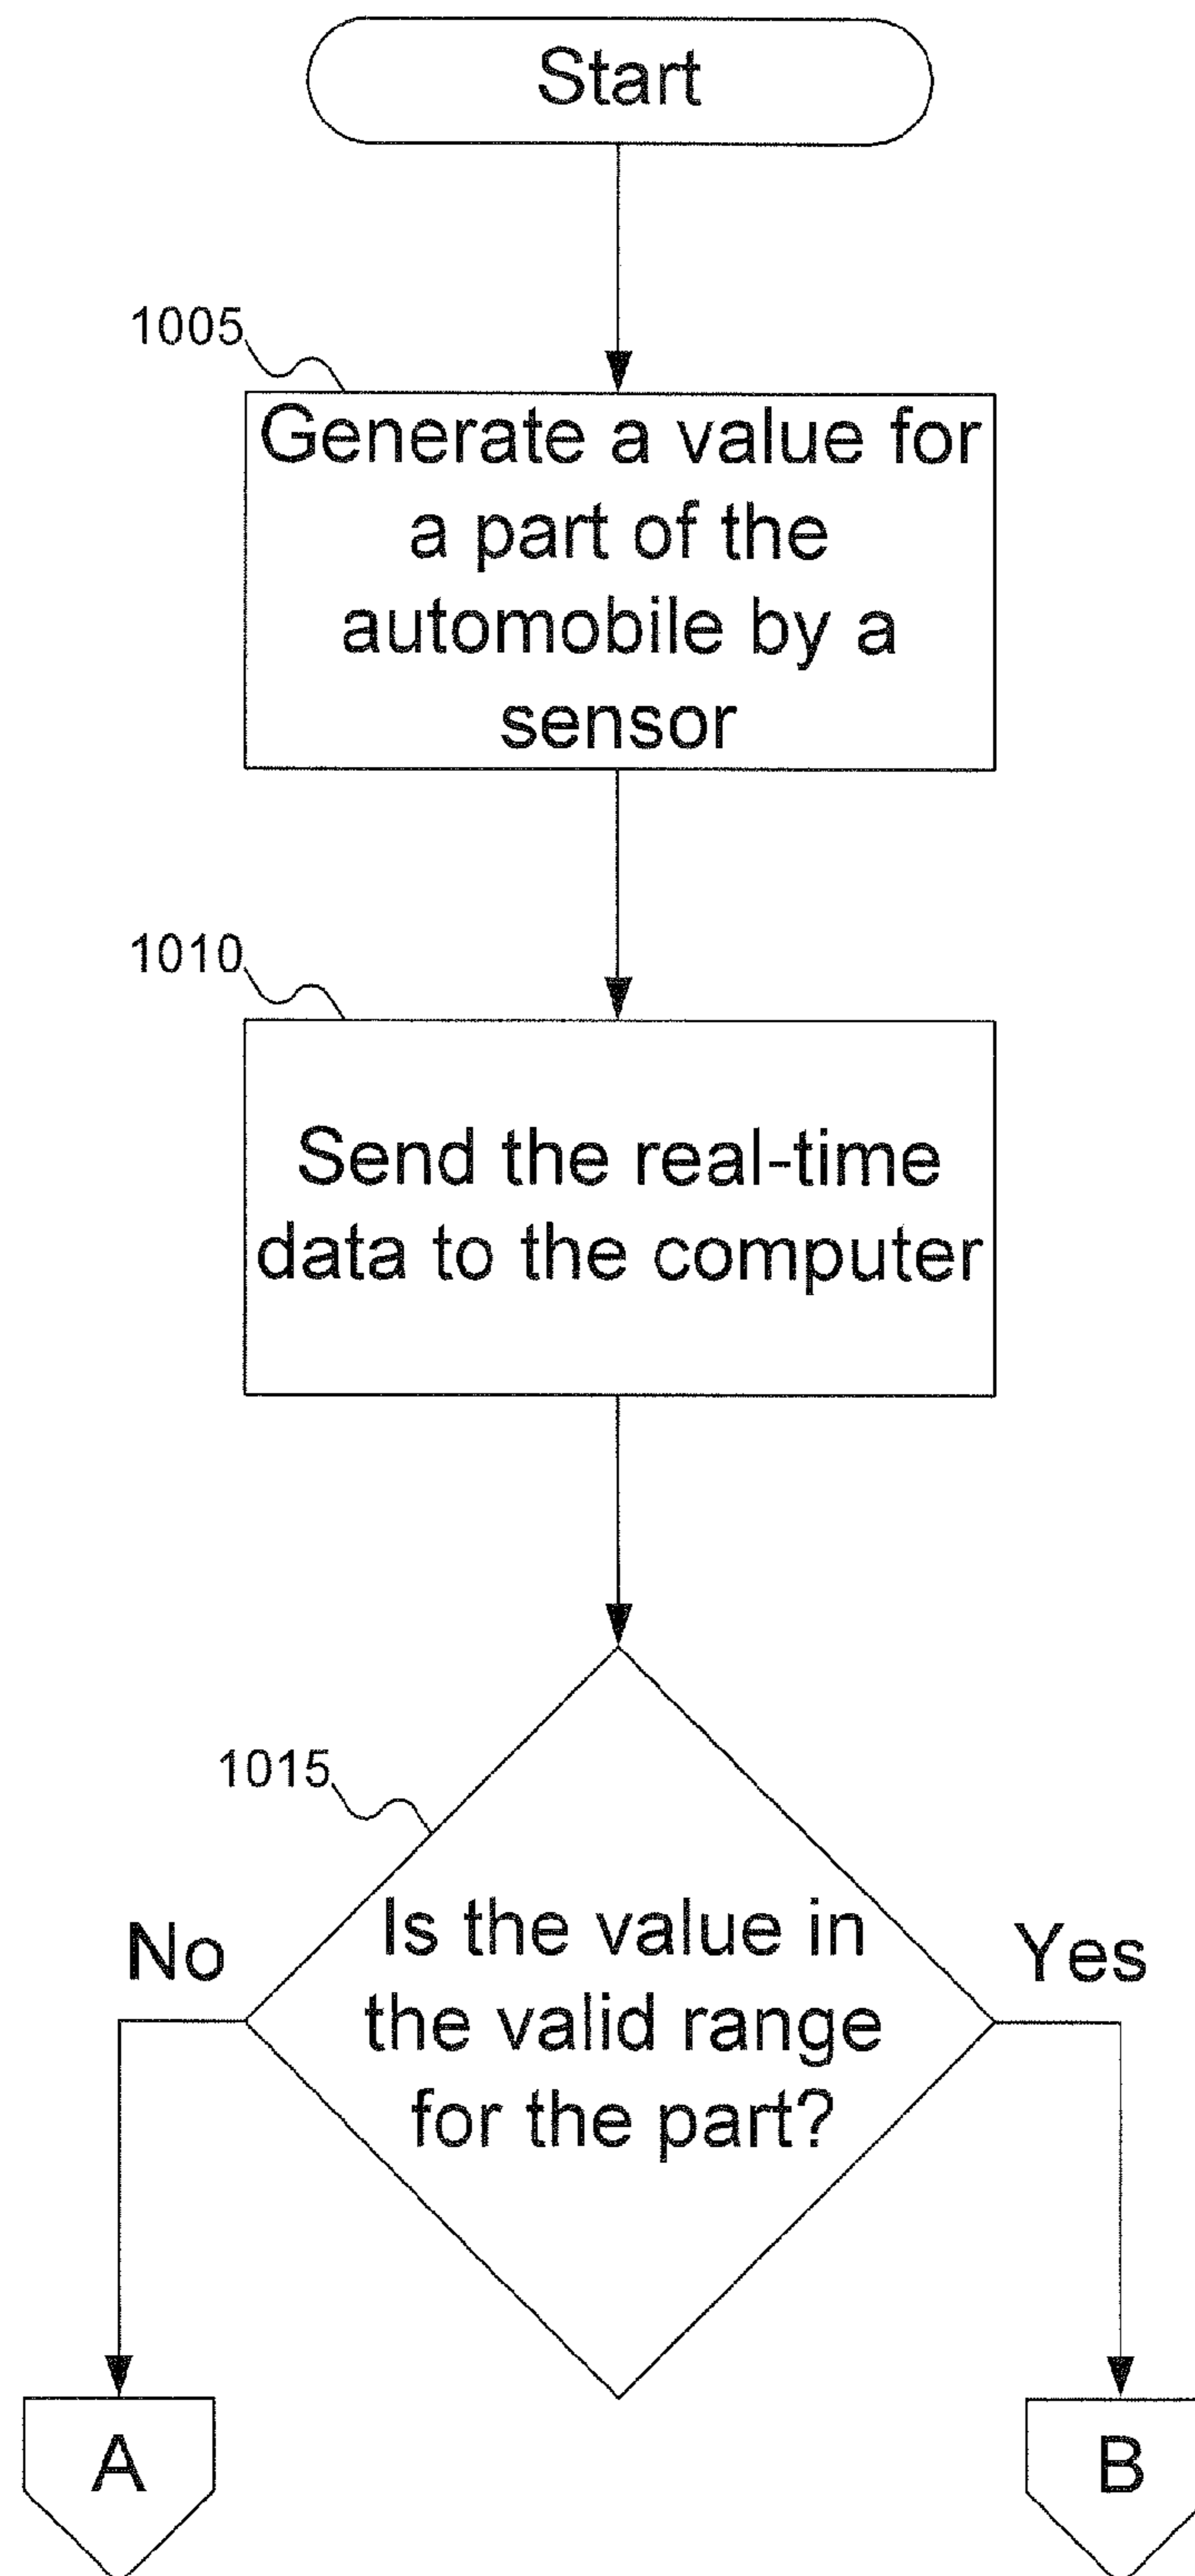 Start
1005
Generate a value for
a part of the
automobile by a
sensor
1010
Send the real-time
data to the computer
1015
Is the value in
the valid range
for the part?
No
Yes
A
B